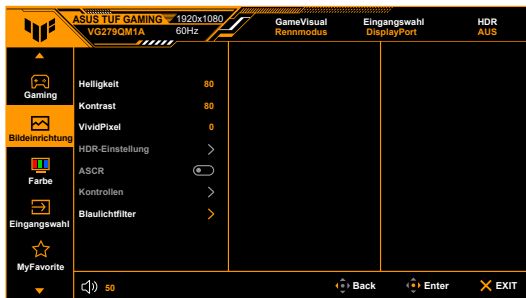 ASUS TUF GAMING 1920x1080
VG279QM1A 60Hz
GameVisual
Rennmodus
Eingangswahl
DisplayPort
HDR
AUS
Gaming
Bildeinrichtung
Farbe
Eingangswahl
MyFavorite
Helligkeit 80
Kontrast 80
VividPixel 0
HDR-Einstellung
ASCR
Kontrollen
Blaulichtfilter
50
Back
Enter
EXIT